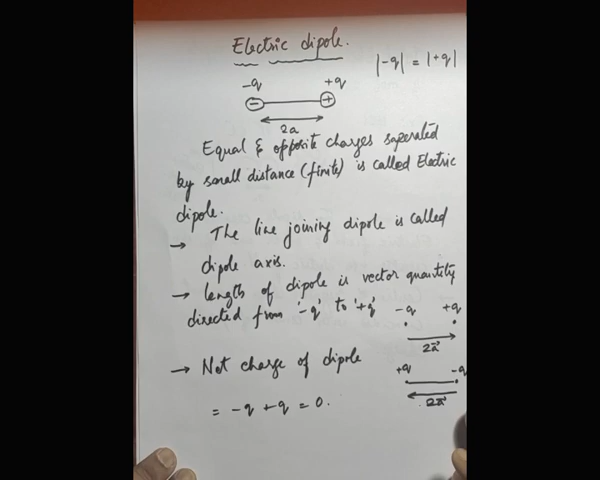 Electric dipole.
|-q| = |+q|
-q +q
- +
2a
Equal & opposite charges saperated
by small distance (finite) is called Electric
dipole.
→ The line joining dipole is called
dipole axis.
→ length of dipole is vector quantity
directed from '-q' to '+q'
-q +q
2a⃗
→ Net charge of dipole
+q -q
2a⃗
= -q +q = 0.